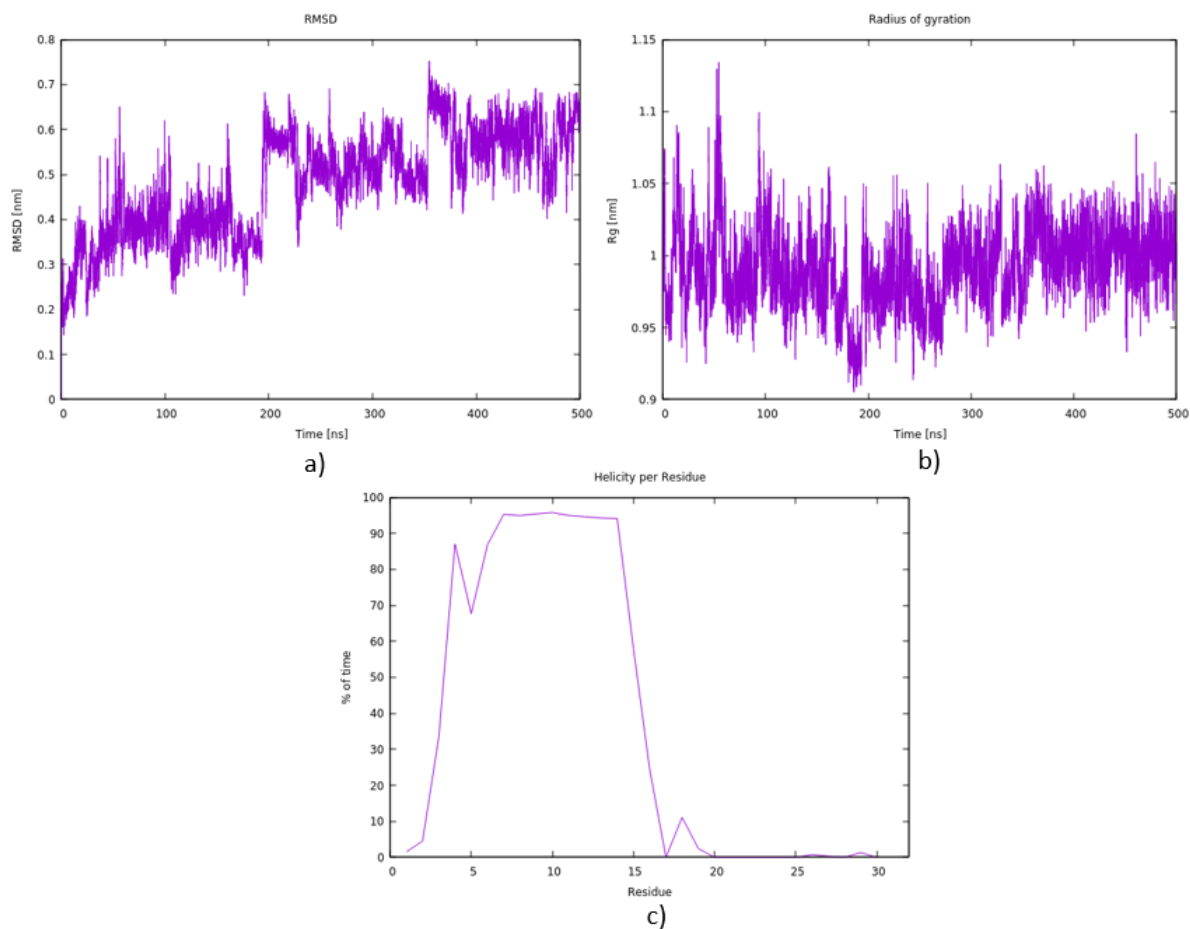 RMSD
0.8
0.7
0.6
0.5
0.4
0.3
0.2
0.1
0
RMSD [nm]
0 100 200 300 400 500
Time [ns]
a)
Radius of gyration
1.15
1.1
1.05
1
0.95
0.9
Rg [nm]
0 100 200 300 400 500
Time [ns]
b)
Helicity per Residue
100
90
80
70
60
50
40
30
20
10
0
% of time
0 5 10 15 20 25 30
Residue
c)